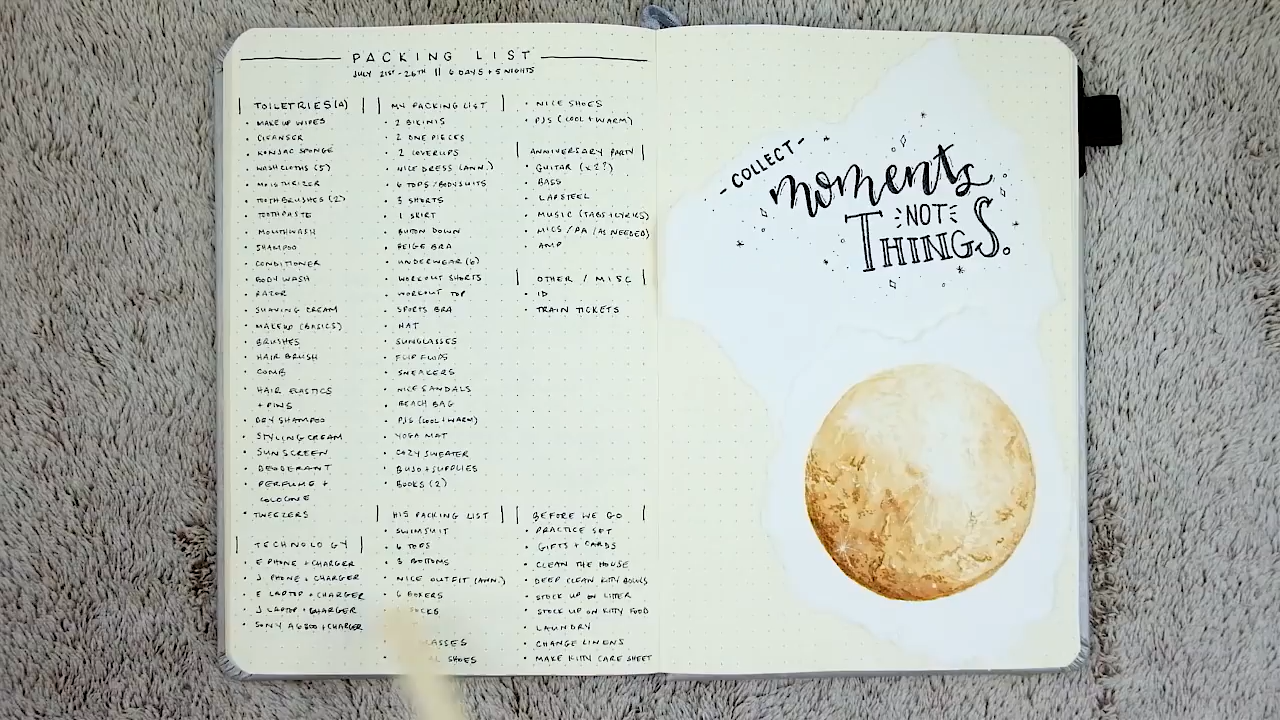 PACKING LIST
JULY 21ST - 26TH || 6 DAYS + 5 NIGHTS
TOILETRIES (A)
• MAKE UP WIPES
• CLEANSER
• KONJAC SPONGE
• WASHCLOTHS (5)
• MOISTURIZER
• TOOTHBRUSHES (2)
• TOOTHPASTE
• MOUTHWASH
• SHAMPOO
• CONDITIONER
• BODY WASH
• RAZOR
• SHAVING CREAM
• MAKEUP (BASICS)
• BRUSHES
• HAIR BRUSH
• COMB
• HAIR ELASTICS
+ PINS
• DRY SHAMPOO
• STYLING CREAM
• SUNSCREEN
• DEODERANT
• PERFUME +
COLOGNE
• TWEEZERS
TECHNOLOGY
• E PHONE + CHARGER
• J PHONE + CHARGER
• E LAPTOP + CHARGER
• J LAPTOP + CHARGER
• SONY A6500 + CHARGER
MY PACKING LIST
• 2 BIKINIS
• 2 ONE PIECES
• 2 COVERUPS
• NICE DRESS (ANN.)
• 6 TOPS / BODYSUITS
• 3 SHORTS
• 1 SKIRT
• BUTTON DOWN
• BEIGE BRA
• UNDERWEAR (6)
• WORKOUT SHORTS
• WORKOUT TOP
• SPORTS BRA
• HAT
• SUNGLASSES
• FLIP FLOPS
• SNEAKERS
• NICE SANDALS
• BEACH BAG
• PJS (COOL + WARM)
• YOGA MAT
• COZY SWEATER
• BUJO + SUPPLIES
• BOOKS (2)
HIS PACKING LIST
• SWIMSUIT
• 6 TOPS
• 3 BOTTOMS
• NICE OUTFIT (ANN.)
• 6 BOXERS
SOCKS
SHOES
• NICE SHOES
• PJS (COOL + WARM)
ANNIVERSARY PARTY
• GUITAR (x2?)
• BASS
• LAPSTEEL
• MUSIC (TABS + LYRICS)
• MICS / PA (AS NEEDED)
• AMP
OTHER / MISC
• ID
• TRAIN TICKETS
BEFORE WE GO
• PRACTICE SET
• GIFTS + CARDS
• CLEAN THE HOUSE
• DEEP CLEAN KITTY BOWLS
• STOCK UP ON LITTER
• STOCK UP ON KITTY FOOD
• LAUNDRY
• CHANGE LINENS
• MAKE KITTY CARE SHEET
- COLLECT -
moments
NOT
THINGS.